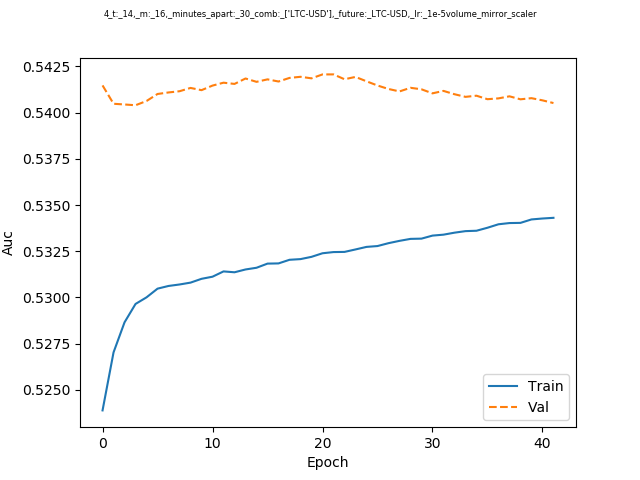 4_t:_14,_m:_16,_minutes_apart:_30_comb:_['LTC-USD'],_future:_LTC-USD,_lr:_1e-5volume_mirror_scaler
0.5425
0.5400
0.5375
0.5350
0.5325
0.5300
0.5275
0.5250
Auc
Train
Val
0 10 20 30 40
Epoch